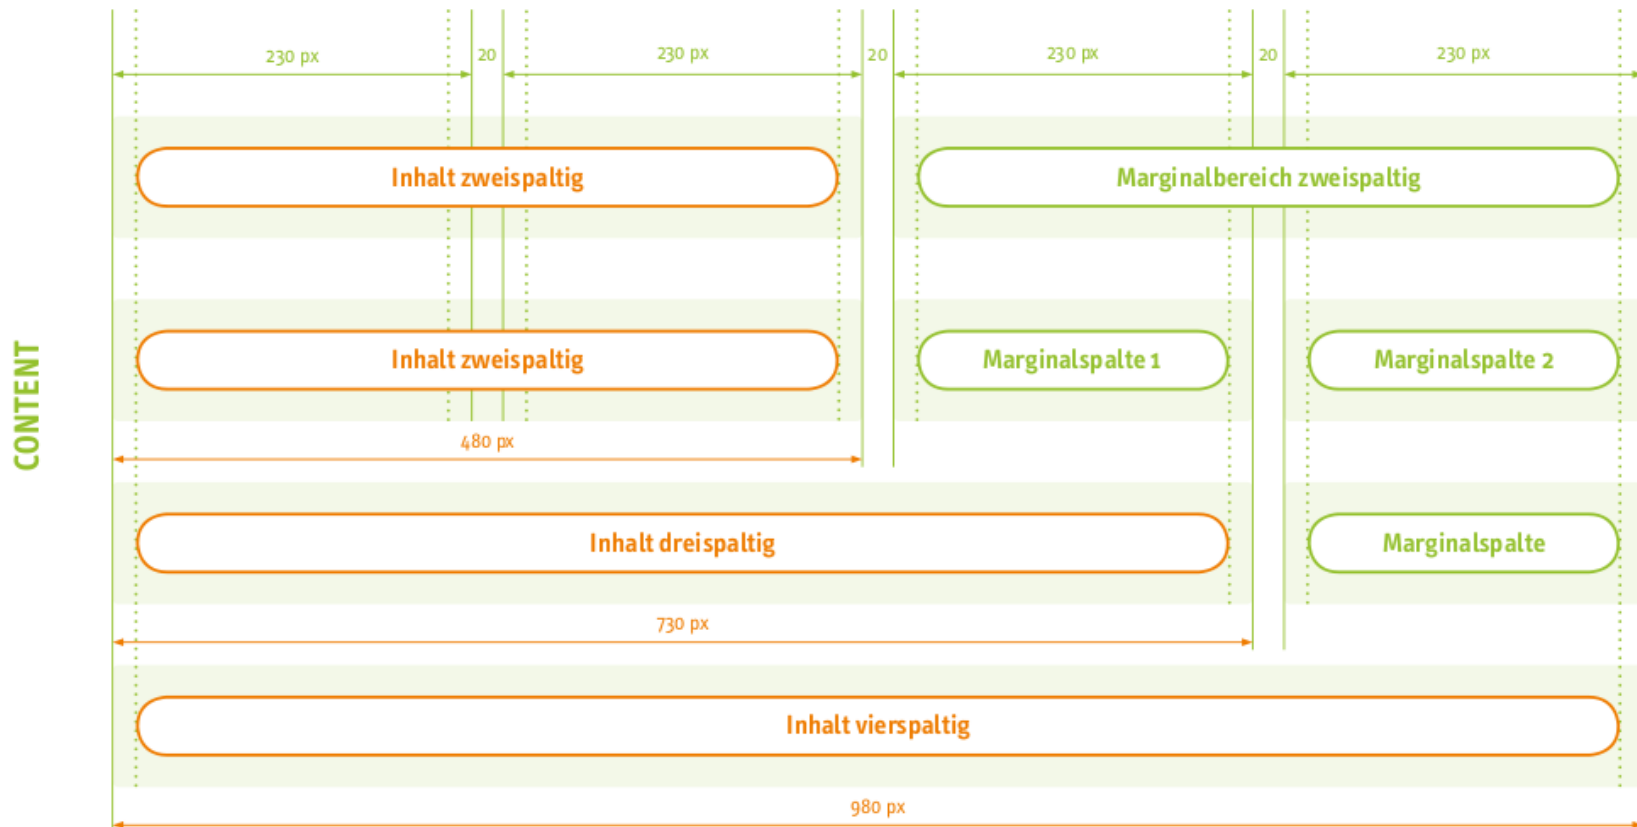 230 px 20 230 px 20 230 px 20 230 px
Inhalt zweispaltig Marginalbereich zweispaltig
CONTENT
Inhalt zweispaltig Marginalspalte 1 Marginalspalte 2
480 px
Inhalt dreispaltig Marginalspalte
730 px
Inhalt vierspaltig
980 px